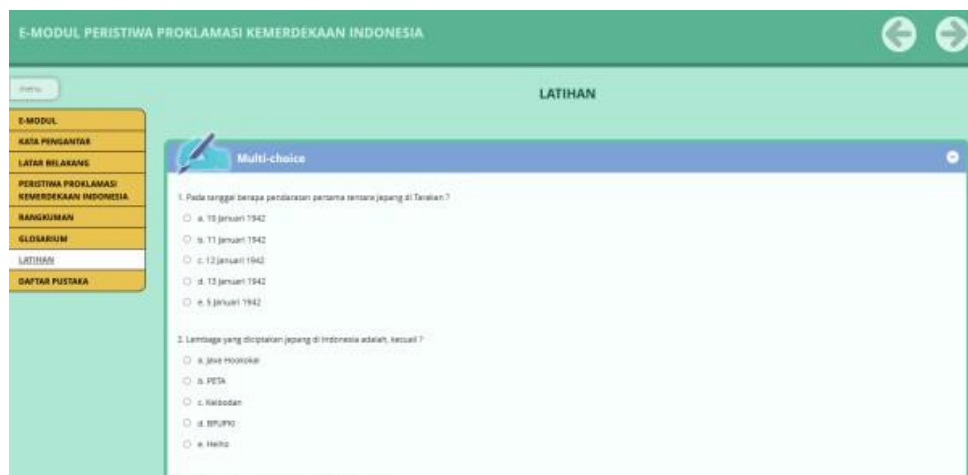 E-MODUL PERISTIWA PROKLAMASI KEMERDEKAAN INDONESIA
menu
LATIHAN
E-MODUL
KATA PENGANTAR
LATAR BELAKANG
PERISTIWA PROKLAMASI
KEMERDEKAAN INDONESIA
RANGKUMAN
GLOSARIUM
LATIHAN
DAFTAR PUSTAKA
Multi-choice
1. Pada tanggal berapa pendaratan pertama tentara Jepang di Tarakan ?
a. 10 Januari 1942
b. 11 Januari 1942
c. 12 Januari 1942
d. 13 Januari 1942
e. 5 Januari 1942
2. Lembaga yang diciptakan Jepang di Indonesia adalah, kecuali ?
a. Java Hookokai
b. PETA
c. Keibodan
d. BPUPKI
e. Heiho